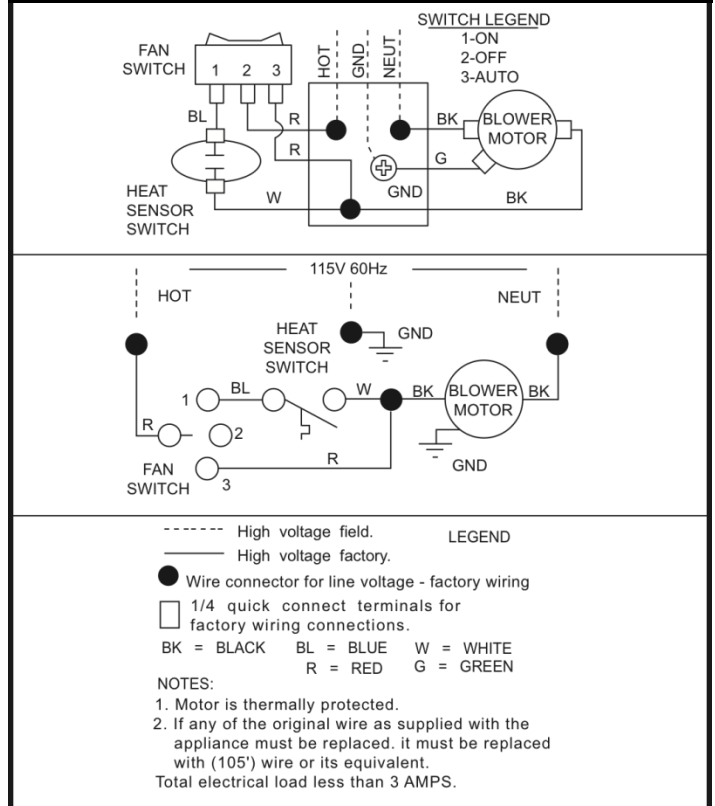 SWITCH LEGEND
1-ON
2-OFF
3-AUTO
FAN
SWITCH
1 2 3
HOT
GND
NEUT
BL
R
R
BK
BLOWER
MOTOR
G
GND
HEAT
SENSOR
SWITCH
W
BK
115V 60Hz
HOT
NEUT
HEAT
SENSOR
SWITCH
GND
1
BL
W
BK
BLOWER
MOTOR
BK
R
2
GND
FAN
SWITCH
3
R
High voltage field.
LEGEND
High voltage factory.
Wire connector for line voltage - factory wiring
1/4 quick connect terminals for
factory wiring connections.
BK = BLACK BL = BLUE W = WHITE
R = RED G = GREEN
NOTES:
1. Motor is thermally protected.
2. If any of the original wire as supplied with the
appliance must be replaced. it must be replaced
with (105') wire or its equivalent.
Total electrical load less than 3 AMPS.